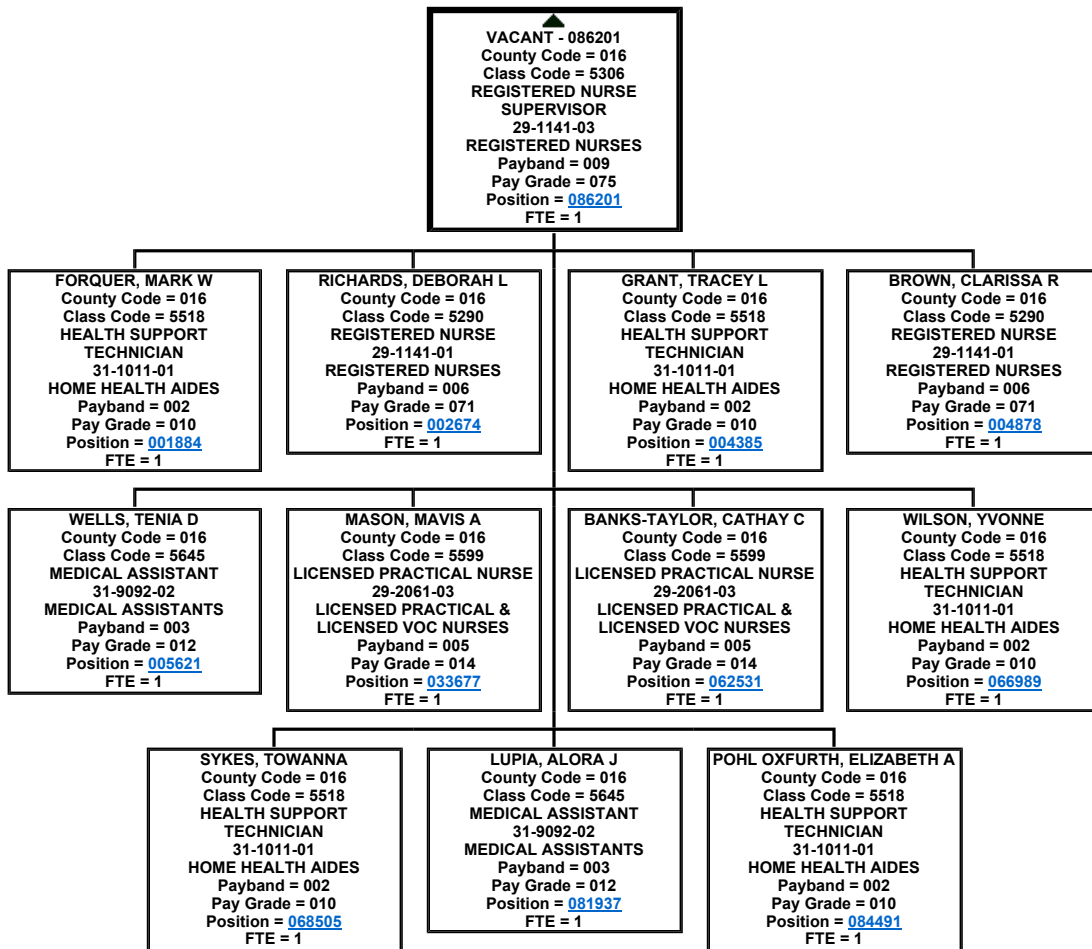 VACANT - 086201
County Code = 016
Class Code = 5306
REGISTERED NURSE
SUPERVISOR
29-1141-03
REGISTERED NURSES
Payband = 009
Pay Grade = 075
Position = 086201
FTE = 1
FORQUER, MARK W
County Code = 016
Class Code = 5518
HEALTH SUPPORT
TECHNICIAN
31-1011-01
HOME HEALTH AIDES
Payband = 002
Pay Grade = 010
Position = 001884
FTE = 1
RICHARDS, DEBORAH L
County Code = 016
Class Code = 5290
REGISTERED NURSE
29-1141-01
REGISTERED NURSES
Payband = 006
Pay Grade = 071
Position = 002674
FTE = 1
GRANT, TRACEY L
County Code = 016
Class Code = 5518
HEALTH SUPPORT
TECHNICIAN
31-1011-01
HOME HEALTH AIDES
Payband = 002
Pay Grade = 010
Position = 004385
FTE = 1
BROWN, CLARISSA R
County Code = 016
Class Code = 5290
REGISTERED NURSE
29-1141-01
REGISTERED NURSES
Payband = 006
Pay Grade = 071
Position = 004878
FTE = 1
WELLS, TENIA D
County Code = 016
Class Code = 5645
MEDICAL ASSISTANT
31-9092-02
MEDICAL ASSISTANTS
Payband = 003
Pay Grade = 012
Position = 005621
FTE = 1
MASON, MAVIS A
County Code = 016
Class Code = 5599
LICENSED PRACTICAL NURSE
29-2061-03
LICENSED PRACTICAL &
LICENSED VOC NURSES
Payband = 005
Pay Grade = 014
Position = 033677
FTE = 1
BANKS-TAYLOR, CATHAY C
County Code = 016
Class Code = 5599
LICENSED PRACTICAL NURSE
29-2061-03
LICENSED PRACTICAL &
LICENSED VOC NURSES
Payband = 005
Pay Grade = 014
Position = 062531
FTE = 1
WILSON, YVONNE
County Code = 016
Class Code = 5518
HEALTH SUPPORT
TECHNICIAN
31-1011-01
HOME HEALTH AIDES
Payband = 002
Pay Grade = 010
Position = 066989
FTE = 1
SYKES, TOWANNA
County Code = 016
Class Code = 5518
HEALTH SUPPORT
TECHNICIAN
31-1011-01
HOME HEALTH AIDES
Payband = 002
Pay Grade = 010
Position = 068505
FTE = 1
LUPIA, ALORA J
County Code = 016
Class Code = 5645
MEDICAL ASSISTANT
31-9092-02
MEDICAL ASSISTANTS
Payband = 003
Pay Grade = 012
Position = 081937
FTE = 1
POHL OXFURTH, ELIZABETH A
County Code = 016
Class Code = 5518
HEALTH SUPPORT
TECHNICIAN
31-1011-01
HOME HEALTH AIDES
Payband = 002
Pay Grade = 010
Position = 084491
FTE = 1